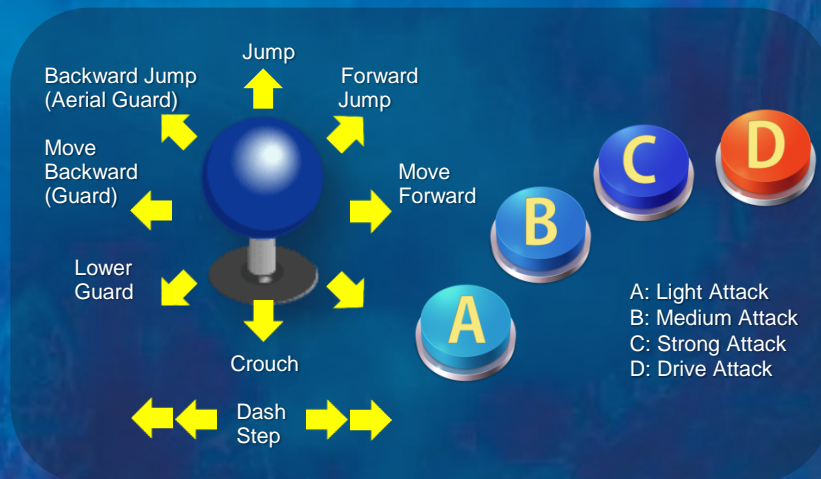 Jump
Backward Jump
(Aerial Guard)
Forward
Jump
Move
Backward
(Guard)
Move
Forward
Lower
Guard
Crouch
Dash
Step
A
B
C
D
A: Light Attack
B: Medium Attack
C: Strong Attack
D: Drive Attack